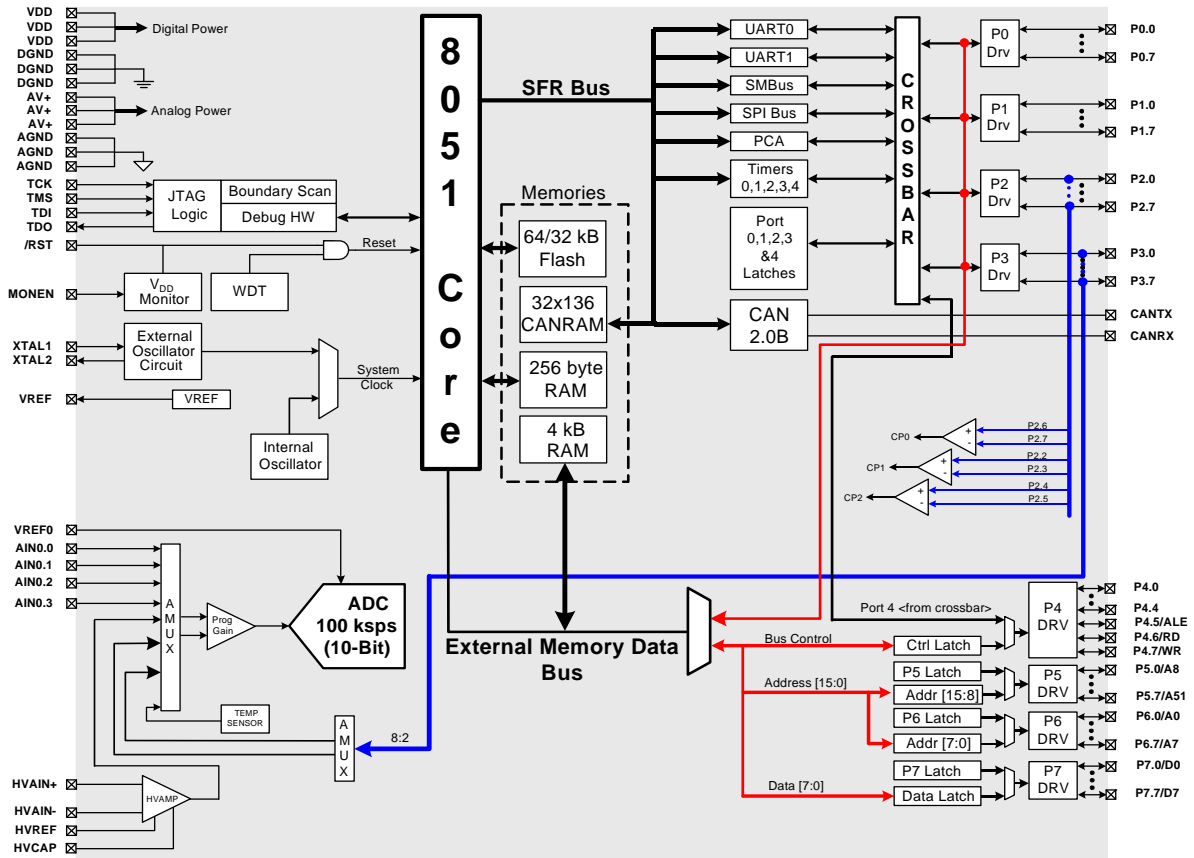 VDD
VDD
VDD
DGND
DGND
DGND
AV+
AV+
AV+
AGND
AGND
AGND
Digital Power
Analog Power
TCK
TMS
TDI
TDO
/RST
MONEN
XTAL1
XTAL2
VREF
JTAG
Logic
Boundary Scan
Debug HW
Reset
VDD
Monitor
WDT
External
Oscillator
Circuit
VREF
System
Clock
Internal
Oscillator
8
0
5
1
C
o
r
e
SFR Bus
Memories
64/32 kB
Flash
32x136
CANRAM
256 byte
RAM
4 kB
RAM
UART0
UART1
SMBus
SPI Bus
PCA
Timers
0,1,2,3,4
Port
0,1,2,3
&4
Latches
CAN
2.0B
C
R
O
S
S
B
A
R
P0
Drv
P1
Drv
P2
Drv
P3
Drv
P0.0
P0.7
P1.0
P1.7
P2.0
P2.7
P3.0
P3.7
CANTX
CANRX
CP0
+
-
P2.6
P2.7
CP1
+
-
P2.2
P2.3
CP2
+
-
P2.4
P2.5
VREF0
AIN0.0
AIN0.1
AIN0.2
AIN0.3
A
M
U
X
Prog
Gain
ADC
100 ksps
(10-Bit)
TEMP
SENSOR
A
M
U
X
8:2
HVAIN+
HVAIN-
HVREF
HVCAP
HVAMP
External Memory Data
Bus
Port 4 <from crossbar>
Bus Control
Ctrl Latch
Address [15:0]
P5 Latch
Addr [15:8]
P6 Latch
Addr [7:0]
P7 Latch
Data [7:0]
Data Latch
P4
DRV
P5
DRV
P6
DRV
P7
DRV
P4.0
P4.4
P4.5/ALE
P4.6/RD
P4.7/WR
P5.0/A8
P5.7/A51
P6.0/A0
P6.7/A7
P7.0/D0
P7.7/D7